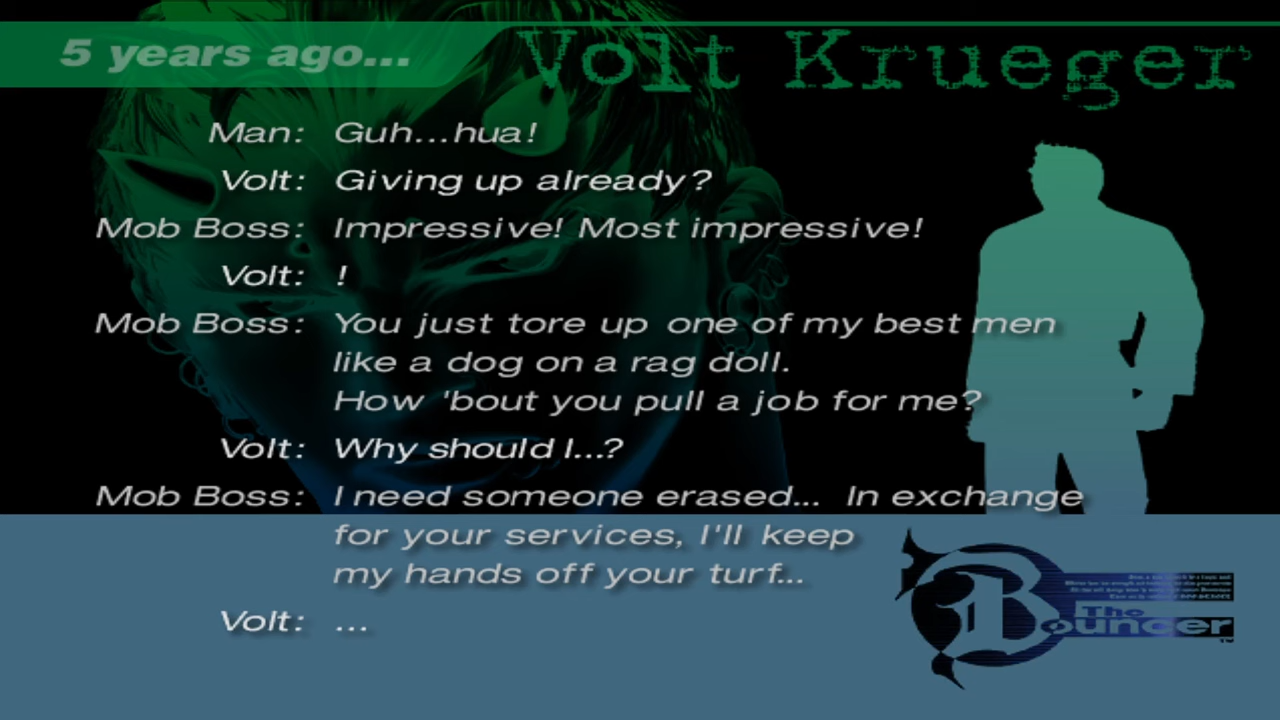 5 years ago...
Volt Krueger
Man: Guh...hua!
Volt: Giving up already?
Mob Boss: Impressive! Most impressive!
Volt: !
Mob Boss: You just tore up one of my best men
like a dog on a rag doll.
How 'bout you pull a job for me?
Volt: Why should I...?
Mob Boss: I need someone erased... In exchange
for your services, I'll keep
my hands off your turf...
Volt: ...
The
Bouncer